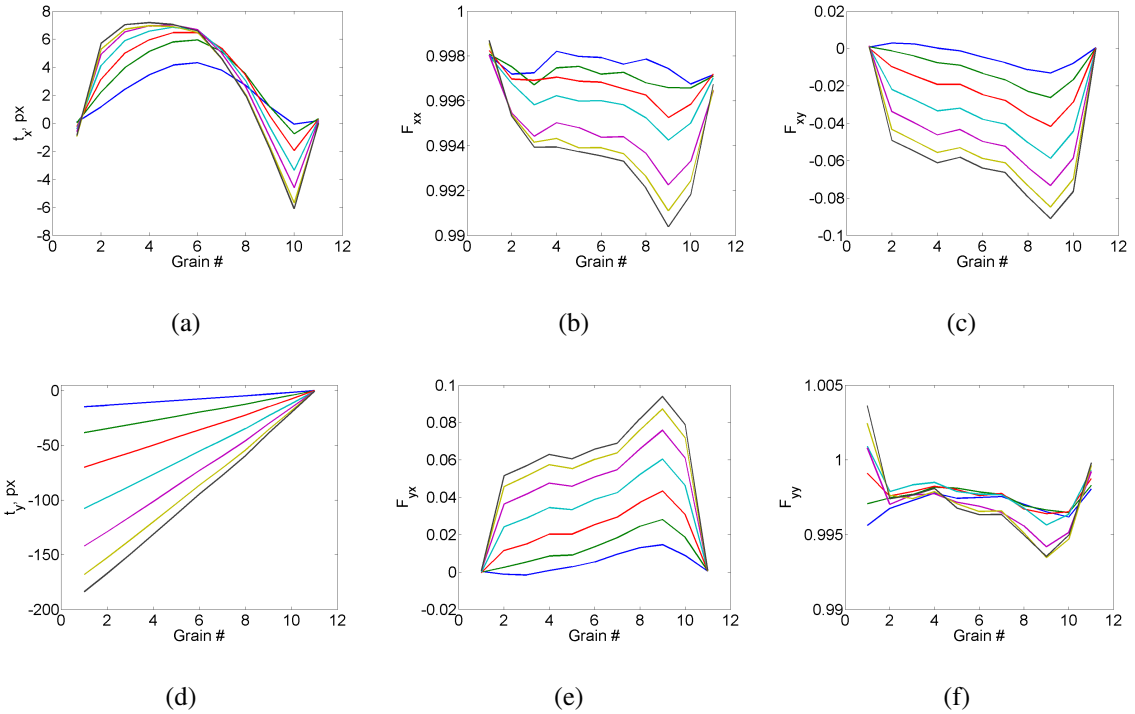 8
6
4
2
0
-2
-4
-6
-8
0 2 4 6 8 10 12
t_x, px
Grain #
(a)
1
0.998
0.996
0.994
0.992
0.99
0 2 4 6 8 10 12
F_xx
Grain #
(b)
0.02
0
-0.02
-0.04
-0.06
-0.08
-0.1
0 2 4 6 8 10 12
F_xy
Grain #
(c)
0
-50
-100
-150
-200
0 2 4 6 8 10 12
t_y, px
Grain #
(d)
0.1
0.08
0.06
0.04
0.02
0
-0.02
0 2 4 6 8 10 12
F_yx
Grain #
(e)
1.005
1
0.995
0.99
0 2 4 6 8 10 12
F_yy
Grain #
(f)